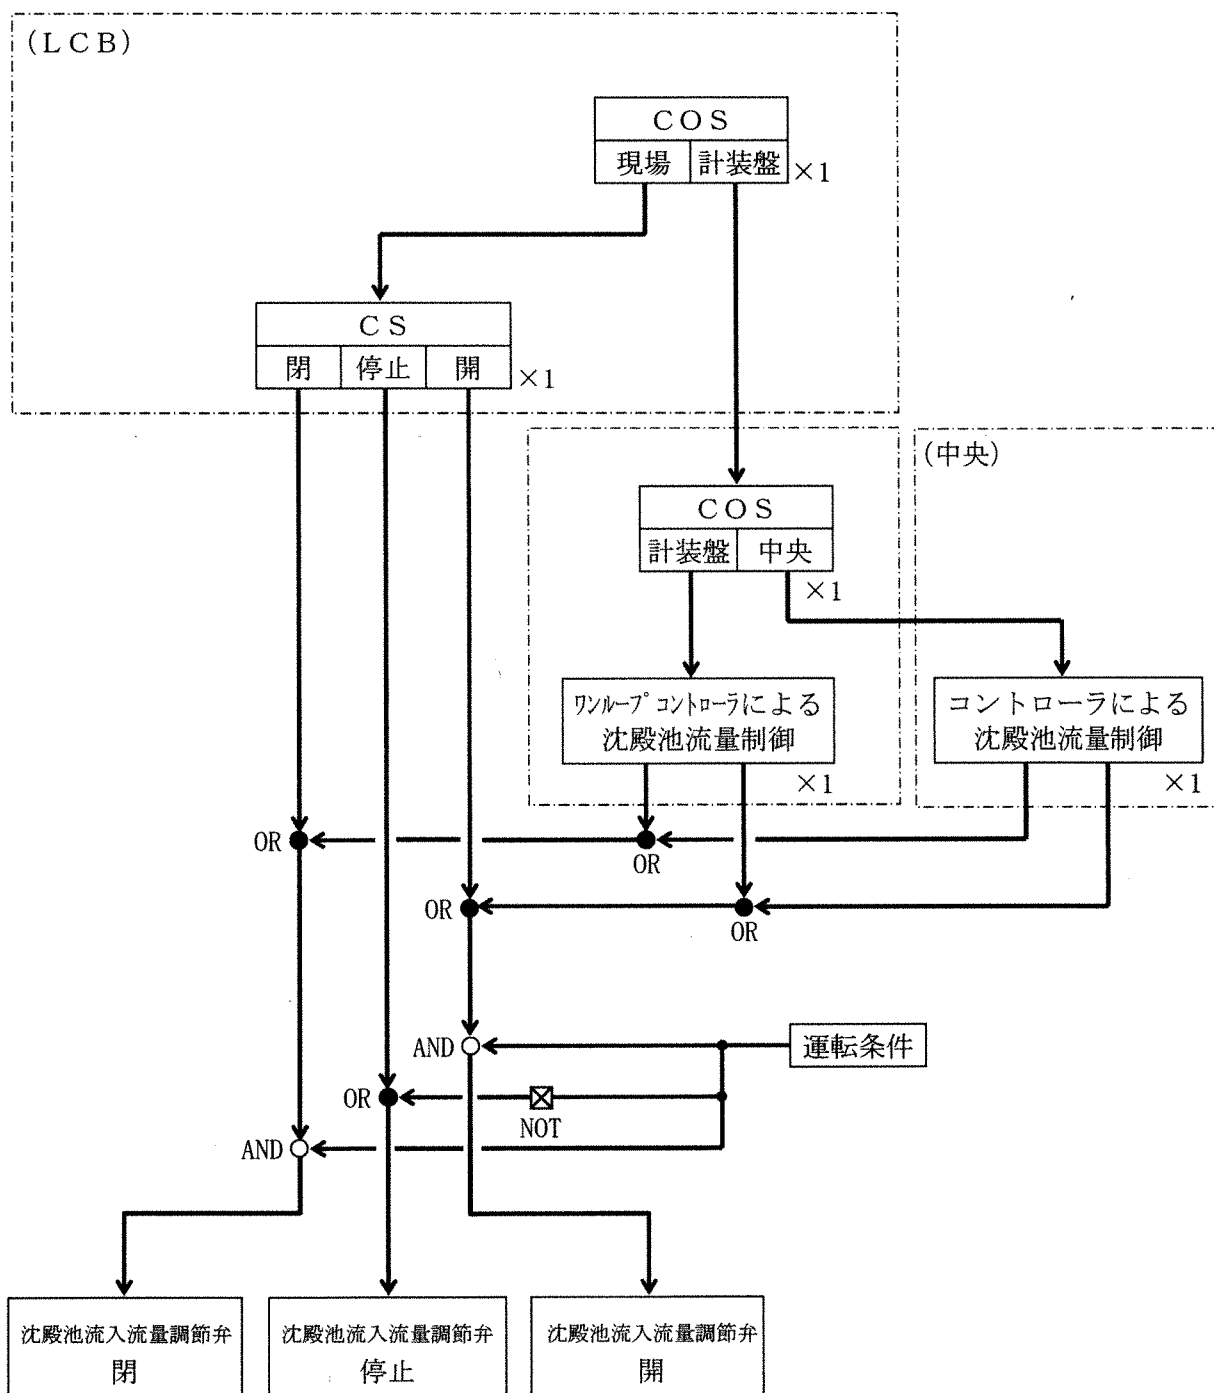 (LCB)
COS
現場 計装盤
×1
CS
閉 停止 開
×1
(中央)
COS
計装盤 中央
×1
ワンループコントローラによる
沈殿池流量制御
×1
コントローラによる
沈殿池流量制御
×1
OR
OR
OR
OR
AND
運転条件
OR
NOT
AND
沈殿池流入流量調節弁
閉
沈殿池流入流量調節弁
停止
沈殿池流入流量調節弁
開